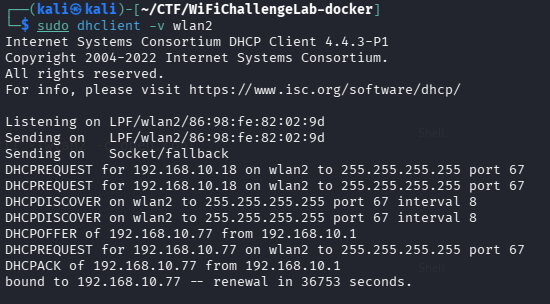 ┌──(kali㉿kali)-[~/CTF/WiFiChallengeLab-docker]
└─$ sudo dhclient -v wlan2
Internet Systems Consortium DHCP Client 4.4.3-P1
Copyright 2004-2022 Internet Systems Consortium.
All rights reserved.
For info, please visit https://www.isc.org/software/dhcp/

Listening on LPF/wlan2/86:98:fe:82:02:9d
Sending on   LPF/wlan2/86:98:fe:82:02:9d
Sending on   Socket/fallback
DHCPREQUEST for 192.168.10.18 on wlan2 to 255.255.255.255 port 67
DHCPREQUEST for 192.168.10.18 on wlan2 to 255.255.255.255 port 67
DHCPDISCOVER on wlan2 to 255.255.255.255 port 67 interval 8
DHCPDISCOVER on wlan2 to 255.255.255.255 port 67 interval 8
DHCPOFFER of 192.168.10.77 from 192.168.10.1
DHCPREQUEST for 192.168.10.77 on wlan2 to 255.255.255.255 port 67
DHCPACK of 192.168.10.77 from 192.168.10.1
bound to 192.168.10.77 -- renewal in 36753 seconds.